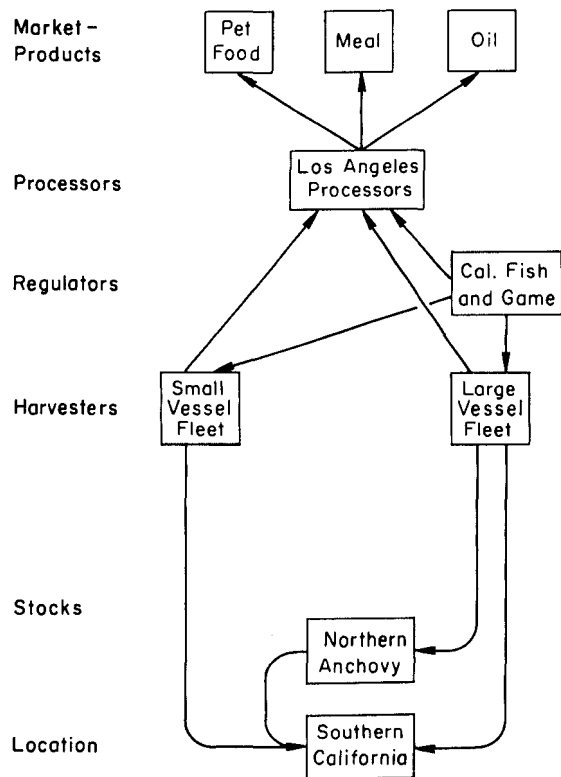 Market-
Products
Pet
Food
Meal
Oil
Processors
Los Angeles
Processors
Regulators
Cal. Fish
and Game
Harvesters
Small
Vessel
Fleet
Large
Vessel
Fleet
Stocks
Northern
Anchovy
Location
Southern
California